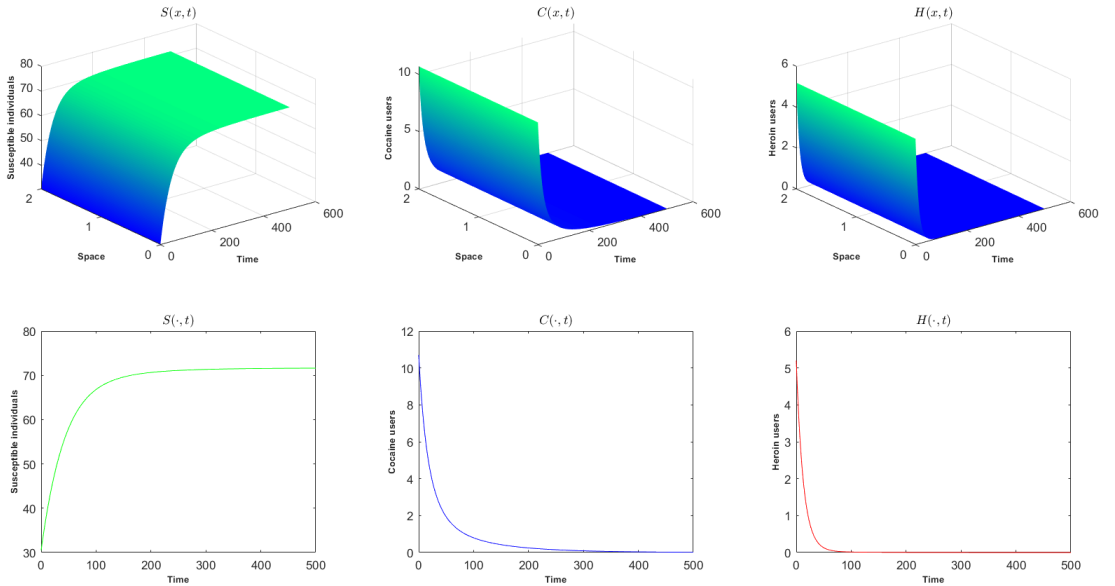 S(x, t)
80
70
60
50
40
2
1
0
Space
0
200
400
600
Time
Susceptible individuals
C(x, t)
10
5
0
2
1
0
Space
0
200
400
600
Time
Cocaine users
H(x, t)
6
4
2
0
2
1
0
Space
0
200
400
600
Time
Heroin users
S(·, t)
80
70
60
50
40
30
0 100 200 300 400 500
Time
Susceptible individuals
C(·, t)
12
10
8
6
4
2
0
0 100 200 300 400 500
Time
Cocaine users
H(·, t)
6
5
4
3
2
1
0
0 100 200 300 400 500
Time
Heroin users